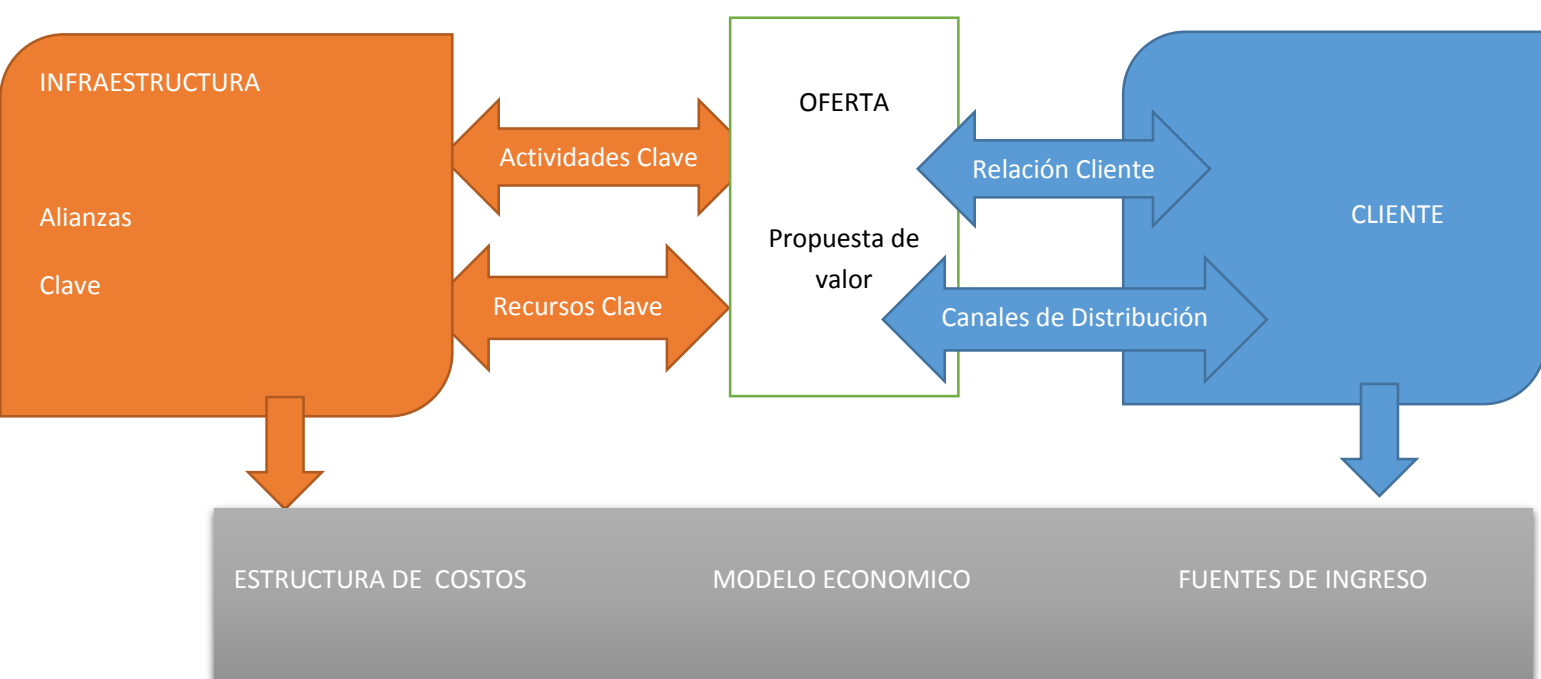 INFRAESTRUCTURA
Alianzas
Clave
Actividades Clave
Recursos Clave
OFERTA
Propuesta de
valor
Relación Cliente
Canales de Distribución
CLIENTE
ESTRUCTURA DE  COSTOS
MODELO ECONOMICO
FUENTES DE INGRESO